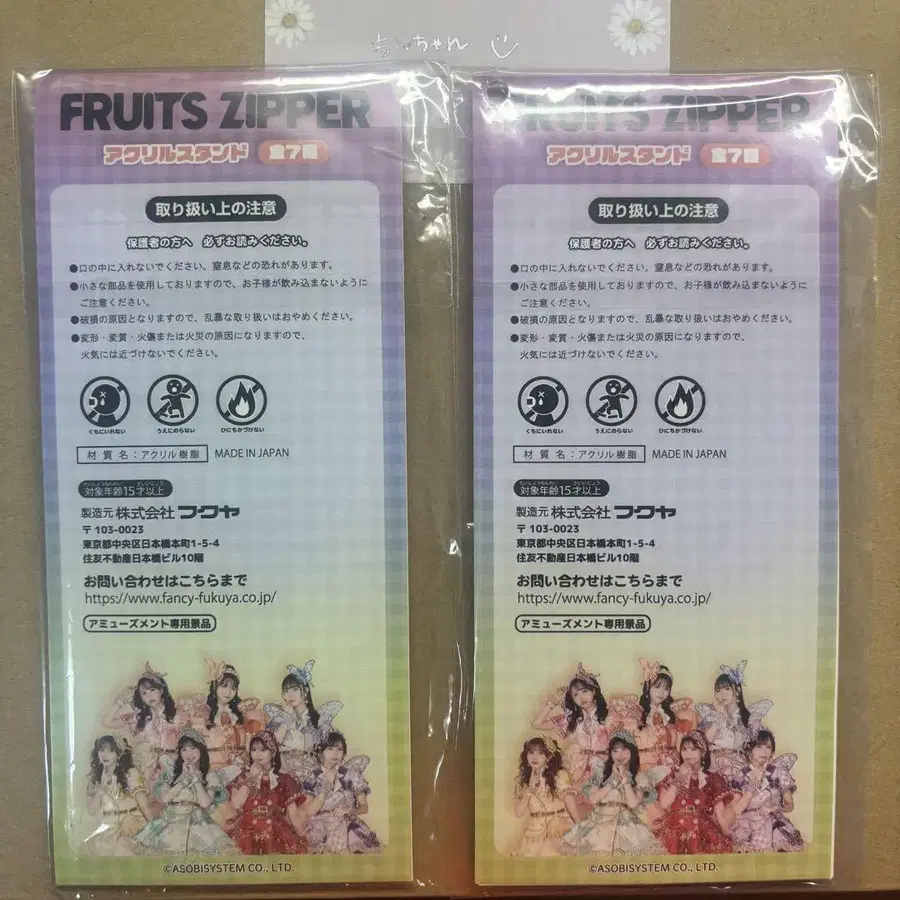 ちゃん
FRUITS ZIPPER
アクリルスタンド 全7種
取り扱い上の注意
保護者の方へ 必ずお読みください。
●口の中に入れないでください。窒息などの恐れがあります。
●小さな部品を使用しておりますので、お子様が飲み込まないように
ご注意ください。
●破損の原因となりますので、乱暴な取り扱いはおやめください。
●変形・変質・火傷または火災の原因になりますので、
火気には近づけないでください。
くちにいれない うえにのらない ひにちかづけない
材質名:アクリル樹脂 MADE IN JAPAN
対象年齢15才以上
製造元 株式会社 フクヤ
〒103-0023
東京都中央区日本橋本町1-5-4
住友不動産日本橋ビル10階
お問い合わせはこちらまで
https://www.fancy-fukuya.co.jp/
アミューズメント専用景品
©ASOBISYSTEM CO., LTD.
FRUITS ZIPPER
アクリルスタンド 全7種
取り扱い上の注意
保護者の方へ 必ずお読みください。
●口の中に入れないでください。窒息などの恐れがあります。
●小さな部品を使用しておりますので、お子様が飲み込まないように
ご注意ください。
●破損の原因となりますので、乱暴な取り扱いはおやめください。
●変形・変質・火傷または火災の原因になりますので、
火気には近づけないでください。
くちにいれない うえにのらない ひにちかづけない
材質名:アクリル樹脂 MADE IN JAPAN
対象年齢15才以上
製造元 株式会社 フクヤ
〒103-0023
東京都中央区日本橋本町1-5-4
住友不動産日本橋ビル10階
お問い合わせはこちらまで
https://www.fancy-fukuya.co.jp/
アミューズメント専用景品
©ASOBISYSTEM CO., LTD.